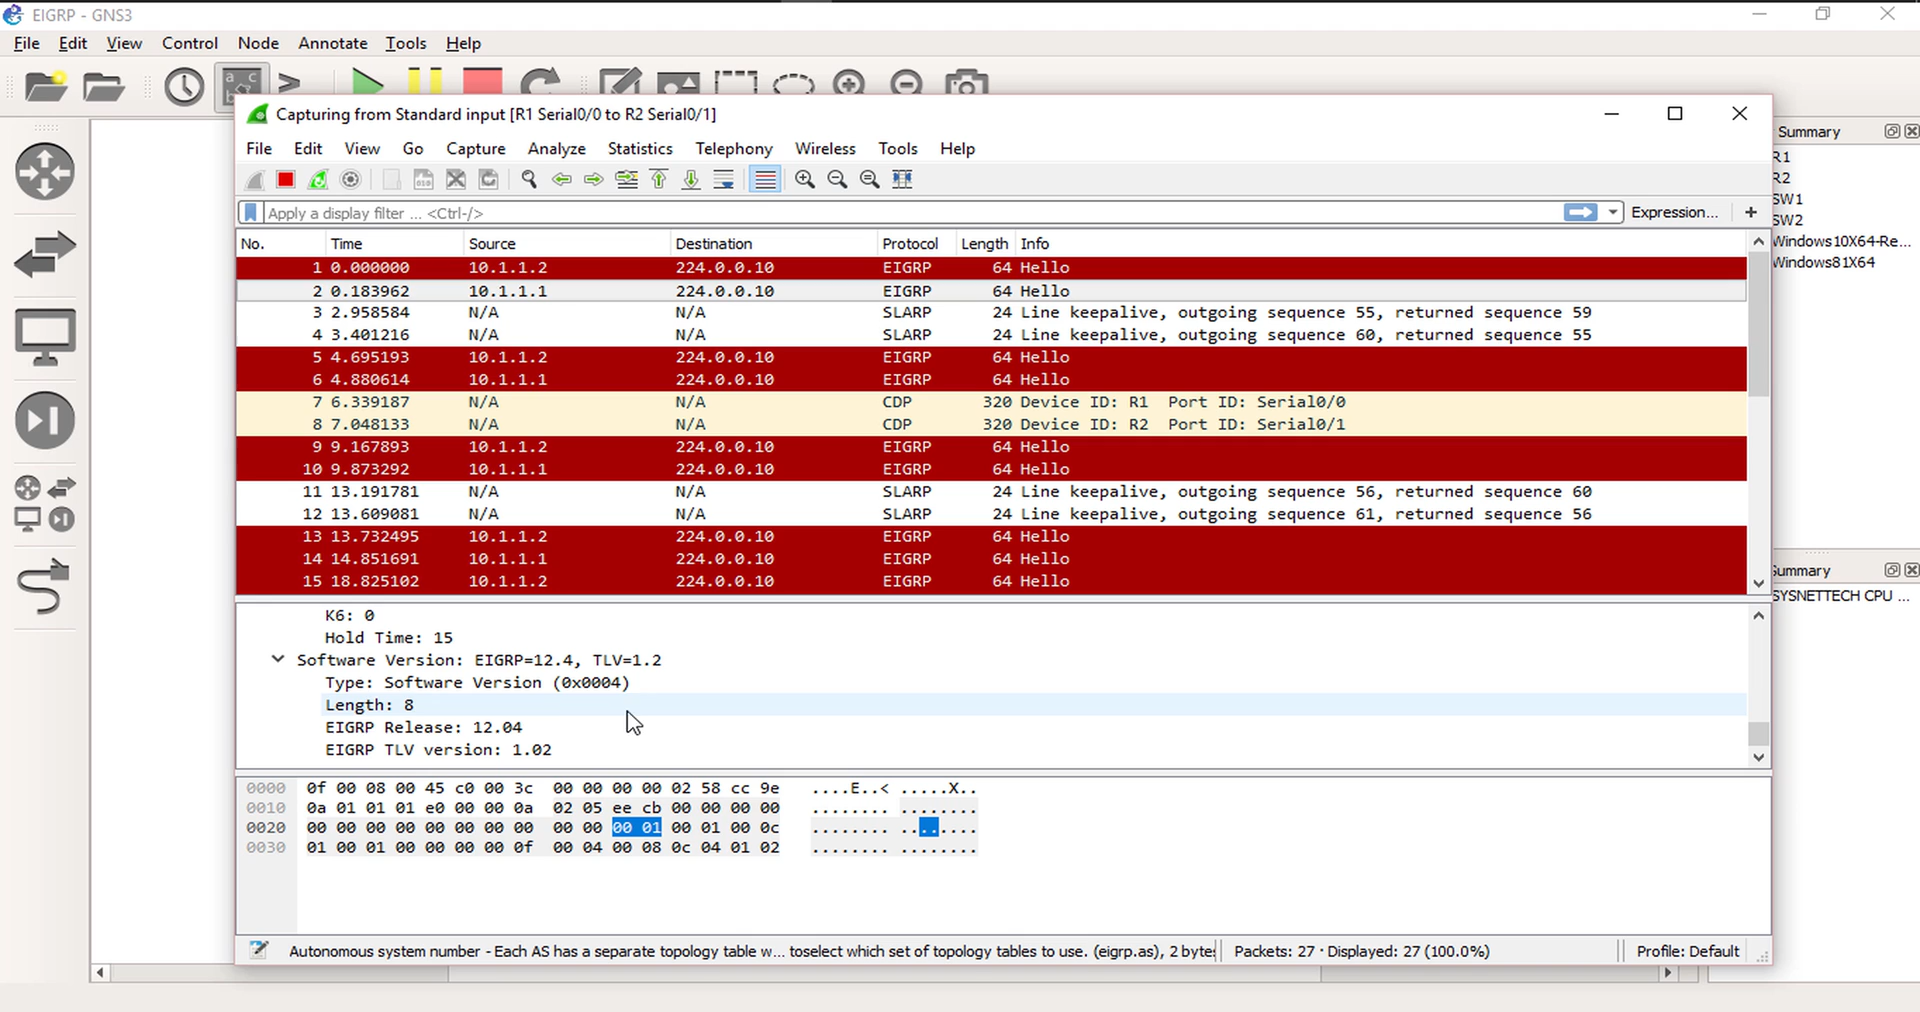 EIGRP - GNS3
File Edit View Control Node Annotate Tools Help
Capturing from Standard input [R1 Serial0/0 to R2 Serial0/1]
File Edit View Go Capture Analyze Statistics Telephony Wireless Tools Help
Apply a display filter ... <Ctrl-/>
Expression... +
No. Time Source Destination Protocol Length Info
1 0.000000 10.1.1.2 224.0.0.10 EIGRP 64 Hello
2 0.183962 10.1.1.1 224.0.0.10 EIGRP 64 Hello
3 2.958584 N/A N/A SLARP 24 Line keepalive, outgoing sequence 55, returned sequence 59
4 3.401216 N/A N/A SLARP 24 Line keepalive, outgoing sequence 60, returned sequence 55
5 4.695193 10.1.1.2 224.0.0.10 EIGRP 64 Hello
6 4.880614 10.1.1.1 224.0.0.10 EIGRP 64 Hello
7 6.339187 N/A N/A CDP 320 Device ID: R1 Port ID: Serial0/0
8 7.048133 N/A N/A CDP 320 Device ID: R2 Port ID: Serial0/1
9 9.167893 10.1.1.2 224.0.0.10 EIGRP 64 Hello
10 9.873292 10.1.1.1 224.0.0.10 EIGRP 64 Hello
11 13.191781 N/A N/A SLARP 24 Line keepalive, outgoing sequence 56, returned sequence 60
12 13.609081 N/A N/A SLARP 24 Line keepalive, outgoing sequence 61, returned sequence 56
13 13.732495 10.1.1.2 224.0.0.10 EIGRP 64 Hello
14 14.851691 10.1.1.1 224.0.0.10 EIGRP 64 Hello
15 18.825102 10.1.1.2 224.0.0.10 EIGRP 64 Hello
K6: 0
Hold Time: 15
Software Version: EIGRP=12.4, TLV=1.2
Type: Software Version (0x0004)
Length: 8
EIGRP Release: 12.04
EIGRP TLV version: 1.02
0000 0f 00 08 00 45 c0 00 3c 00 00 00 00 02 58 cc 9e ....E..< .....X..
0010 0a 01 01 01 e0 00 00 0a 02 05 ee cb 00 00 00 00 ........ ........
0020 00 00 00 00 00 00 00 00 00 00 00 01 00 01 00 0c ........ ........
0030 01 00 01 00 00 00 00 0f 00 04 00 08 0c 04 01 02 ........ ........
Autonomous system number - Each AS has a separate topology table w... toselect which set of topology tables to use. (eigrp.as), 2 byte
Packets: 27 · Displayed: 27 (100.0%)
Profile: Default
Summary
R1
R2
SW1
SW2
Windows10X64-Re...
Windows81X64
Summary
SYSNETTECH CPU ...